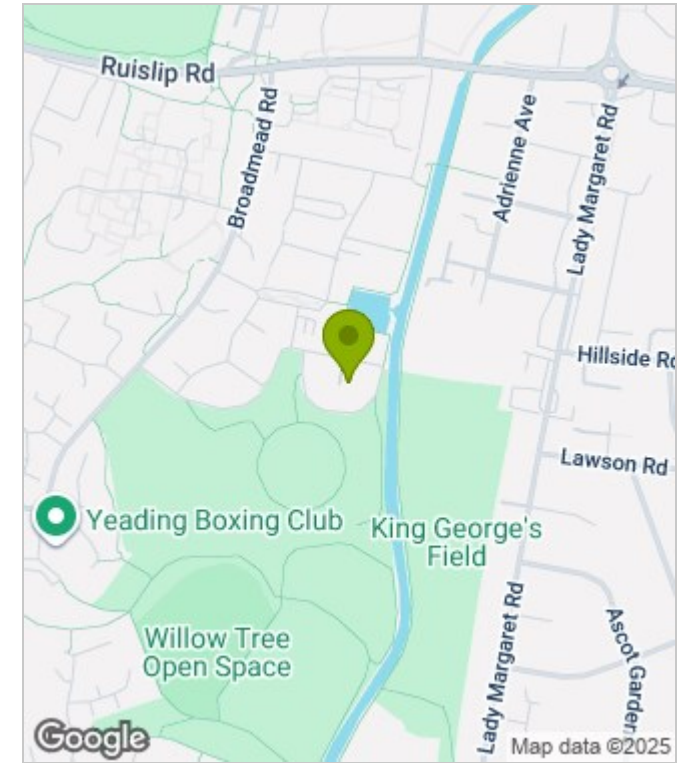 Ruislip Rd
Broadmead Rd
Adrienne Ave
Lady Margaret Rd
Hillside Rd
Lawson Rd
Yeading Boxing Club
King George's
Field
Willow Tree
Open Space
Lady Margaret Rd
Ascot Garden
Google
Map data ©2025